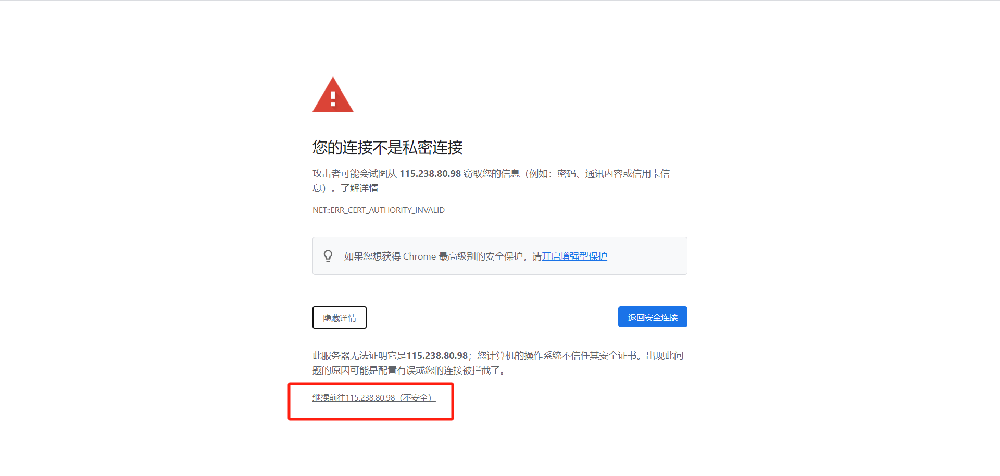 您的连接不是私密连接
攻击者可能会试图从 115.238.80.98 窃取您的信息（例如：密码、通讯内容或信用卡信
息）。了解详情
NET::ERR_CERT_AUTHORITY_INVALID
如果您想获得 Chrome 最高级别的安全保护，请开启增强型保护
隐藏详情
返回安全连接
此服务器无法证明它是115.238.80.98；您计算机的操作系统不信任其安全证书。出现此问
题的原因可能是配置有误或您的连接被拦截了。
继续前往115.238.80.98（不安全）